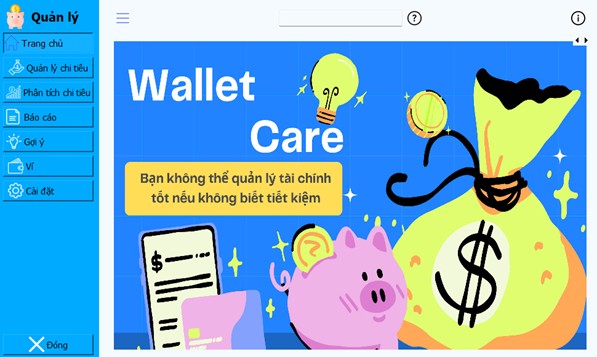 Quản lý
Trang chủ
Quản lý chi tiêu
Phân tích chi tiêu
Báo cáo
Gợi ý
Ví
Cài đặt
Đóng
Wallet
Care
Bạn không thể quản lý tài chính
tốt nếu không biết tiết kiệm
$
$